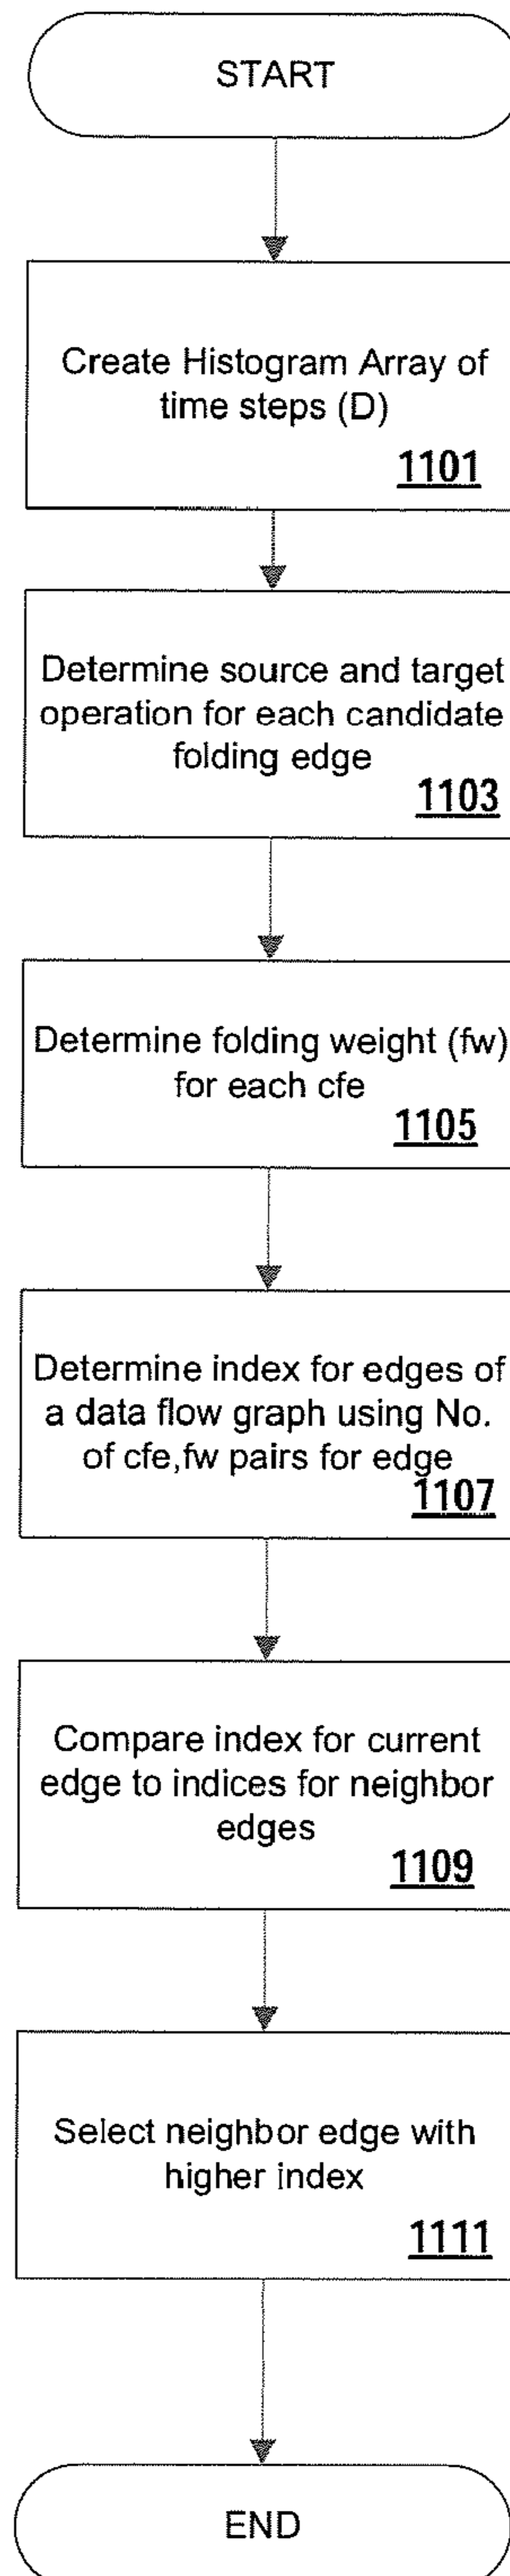 START
Create Histogram Array of
time steps (D)
1101
Determine source and target
operation for each candidate
folding edge
1103
Determine folding weight (fw)
for each cfe
1105
Determine index for edges of
a data flow graph using No.
of cfe,fw pairs for edge
1107
Compare index for current
edge to indices for neighbor
edges
1109
Select neighbor edge with
higher index
1111
END